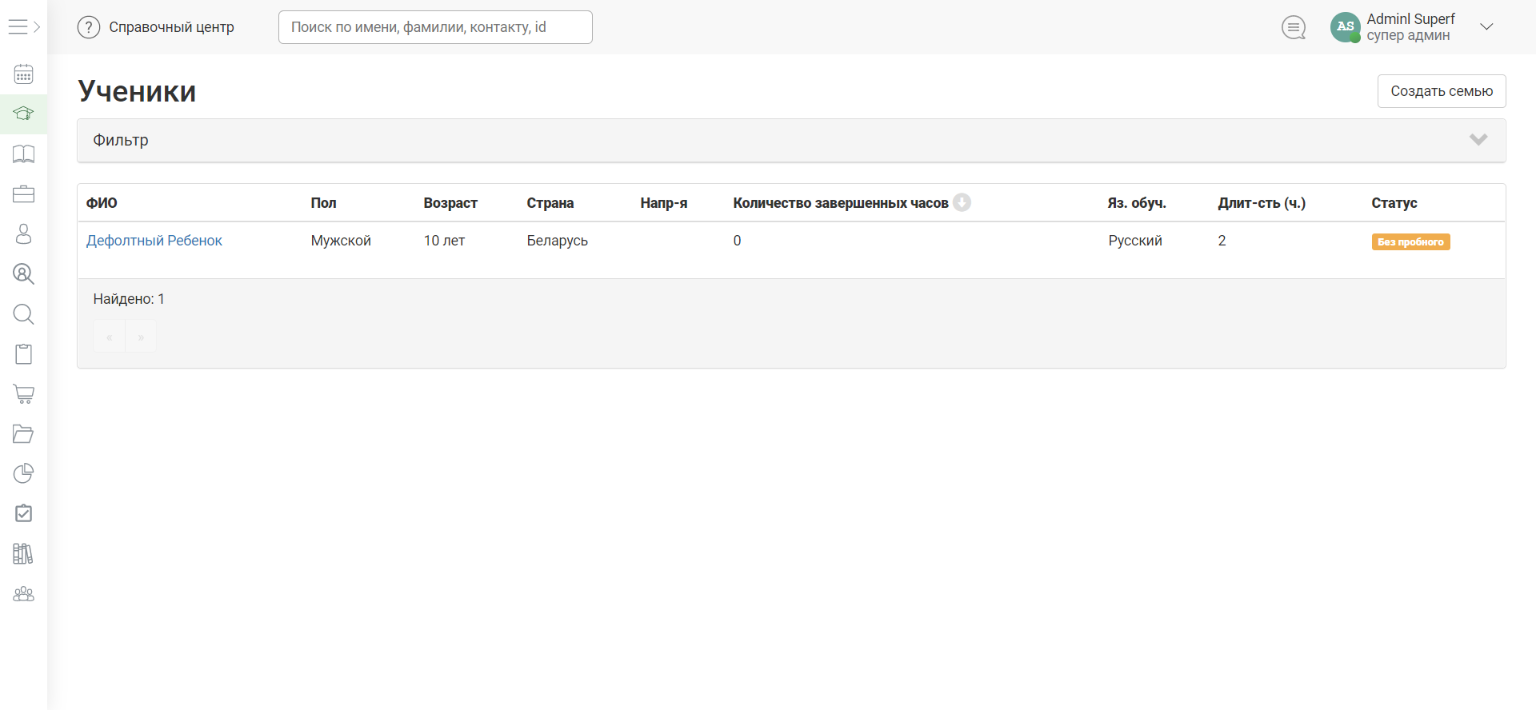 ? Справочный центр
Поиск по имени, фамилии, контакту, id
AS
Adminl Superf
супер админ
Ученики
Создать семью
Фильтр
ФИО Пол Возраст Страна Напр-я Количество завершенных часов Яз. обуч. Длит-сть (ч.) Статус
Дефолтный Ребенок Мужской 10 лет Беларусь 0 Русский 2 Без пробного
Найдено: 1
« »